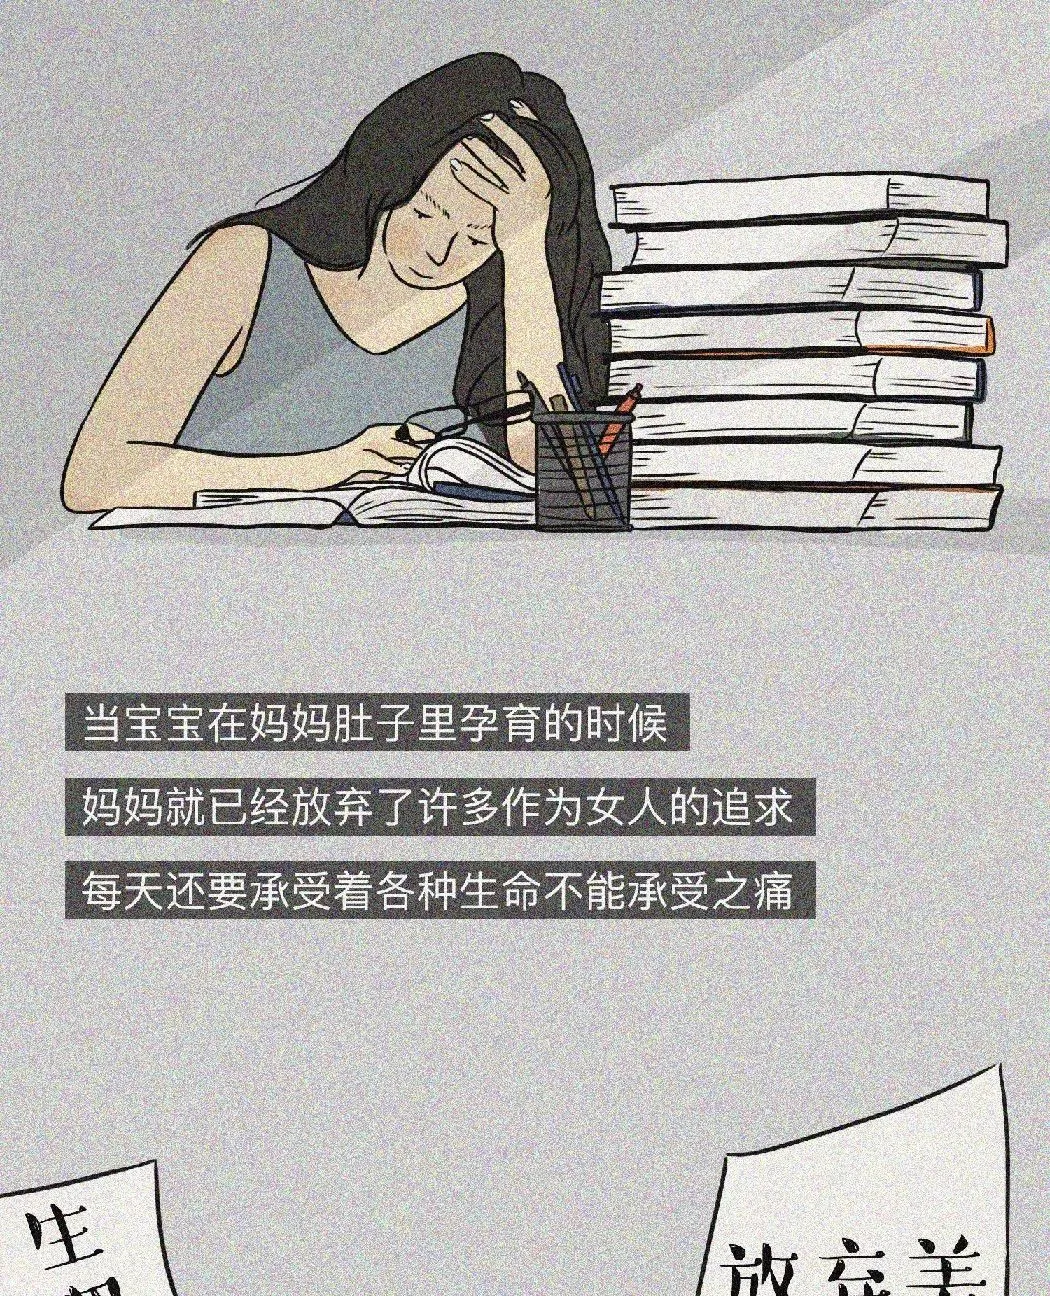 当宝宝在妈妈肚子里孕育的时候
妈妈就已经放弃了许多作为女人的追求
每天还要承受着各种生命不能承受之痛
生
放弃美